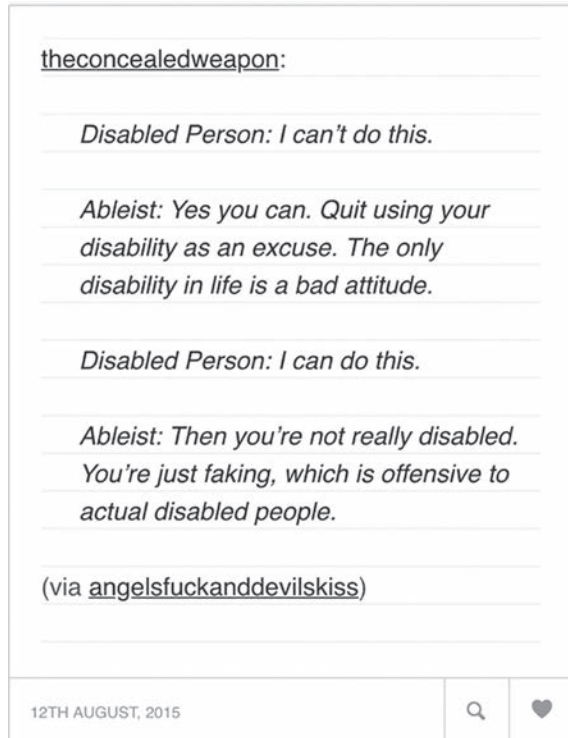 theconcealedweapon:
Disabled Person: I can’t do this.
Ableist: Yes you can. Quit using your
disability as an excuse. The only
disability in life is a bad attitude.
Disabled Person: I can do this.
Ableist: Then you’re not really disabled.
You’re just faking, which is offensive to
actual disabled people.
(via angelsfuckanddevilskiss)
12TH AUGUST, 2015